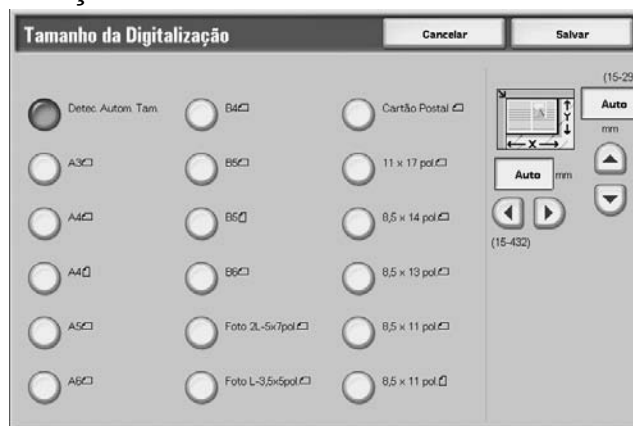 Tamanho da Digitalização
Cancelar
Salvar
Detec. Autom. Tam.
A3
A4
A4
A5
A6
B4
B5
B5
B6
Foto 2L-5x7pol.
Foto L-3,5x5pol.
Cartão Postal
11 x 17 pol.
8,5 x 14 pol.
8,5 x 13 pol.
8,5 x 11 pol.
8,5 x 11 pol.
(15-29
Y
X
Auto
mm
Auto mm
(15-432)